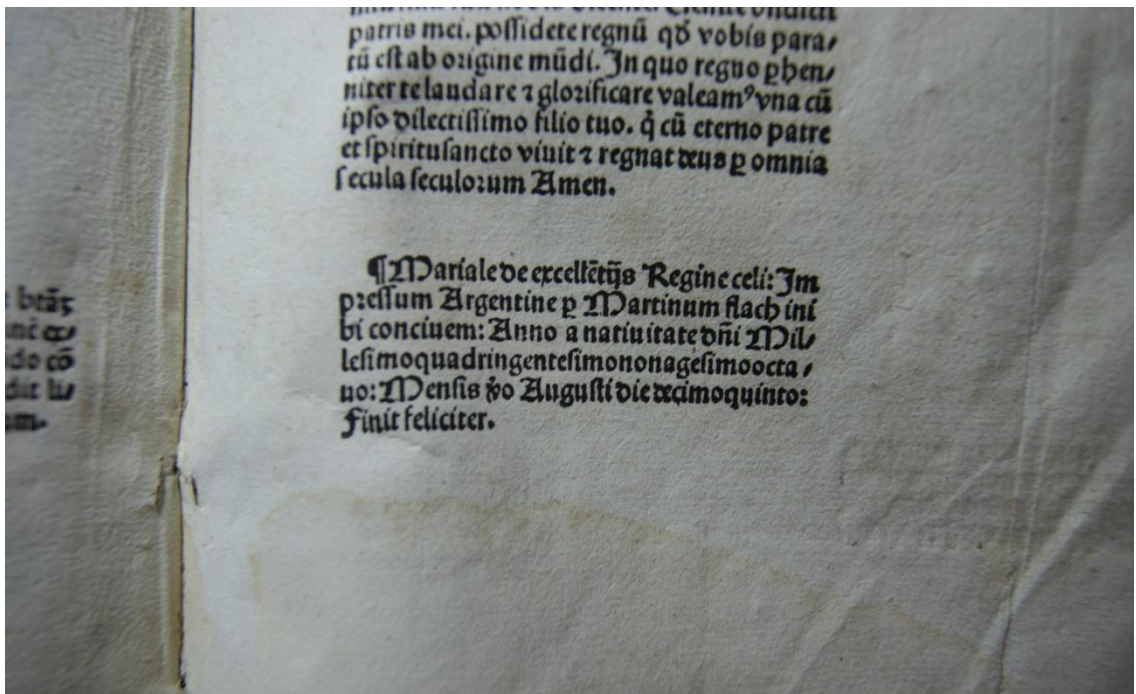 patris mei. possidete regnū qď vobis para⸗
tū est ab origine mūdi. In quo regno ꝑhen⸗
niter te laudare ⁊ glorificare valeamꝰ vna cū
ipso dilectissimo filio tuo. q̇ cū eterno patre
et spiritusancto viuit ⁊ regnat deus ꝑ omnia
secula seculorum Amen.
¶ Mariale de excellētijs Regine celi: Im
pressum Argentine ꝑ Martinum flach ini
bi conciuem: Anno a natiuitate dñi Mil⸗
lesimoquadringentesimononagesimoocta⸗
uo: Mensis ṽo Augusti die decimoquinto:
Finit feliciter.